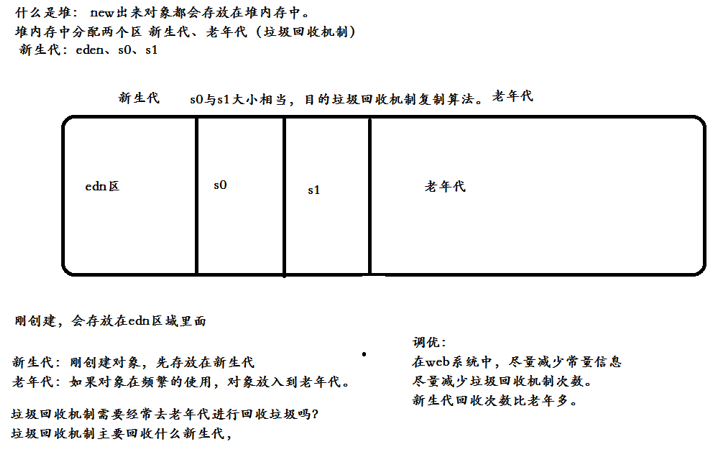 什么是堆： new出来对象都会存放在堆内存中。
堆内存中分配两个区 新生代、老年代（垃圾回收机制）
新生代：eden、s0、s1
新生代 s0与s1大小相当，目的垃圾回收机制复制算法。 老年代
edn区 s0 s1 老年代
刚创建，会存放在edn区域里面
新生代：刚创建对象，先存放在新生代
老年代：如果对象在频繁的使用，对象放入到老年代。
垃圾回收机制需要经常去老年代进行回收垃圾吗？
垃圾回收机制主要回收什么新生代，
调优：
在web系统中，尽量减少常量信息
尽量减少垃圾回收机制次数。
新生代回收次数比老年多。